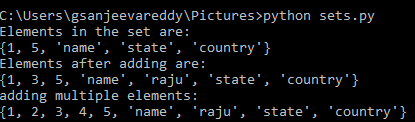 C:\Users\gsanjeevareddy\Pictures>python sets.py
Elements in the set are:
{1, 5, 'name', 'state', 'country'}
Elements after adding are:
{1, 3, 5, 'name', 'raju', 'state', 'country'}
adding multiple elements:
{1, 2, 3, 4, 5, 'name', 'raju', 'state', 'country'}